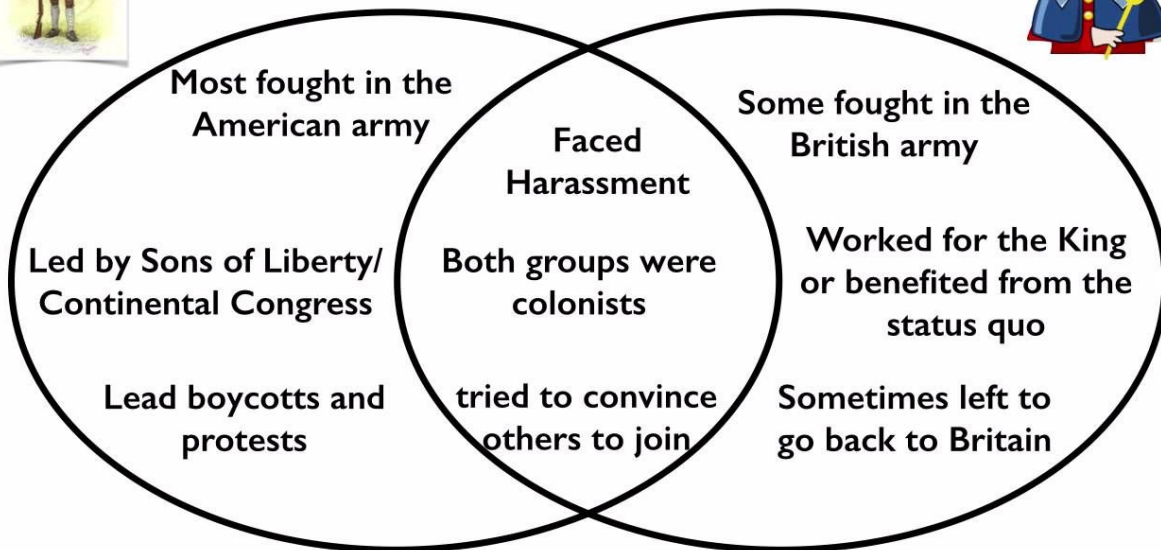 Most fought in the
American army
Led by Sons of Liberty/
Continental Congress
Lead boycotts and
protests
Faced
Harassment
Both groups were
colonists
tried to convince
others to join
Some fought in the
British army
Worked for the King
or benefited from the
status quo
Sometimes left to
go back to Britain